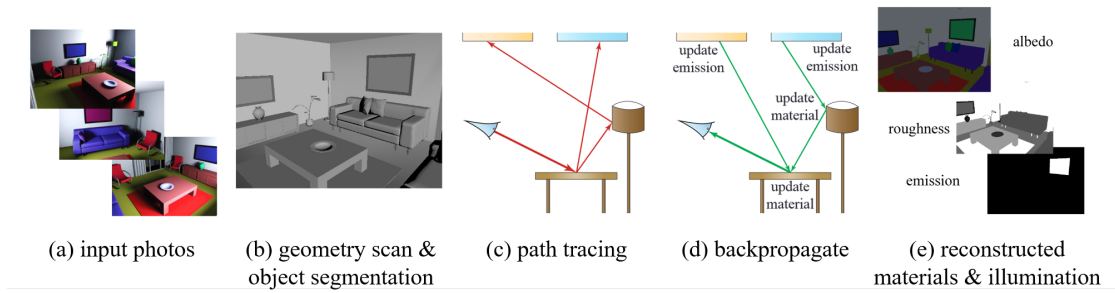 update
emission
update
emission
update
material
update
material
albedo
roughness
emission
(a) input photos
(b) geometry scan &
object segmentation
(c) path tracing
(d) backpropagate
(e) reconstructed
materials & illumination